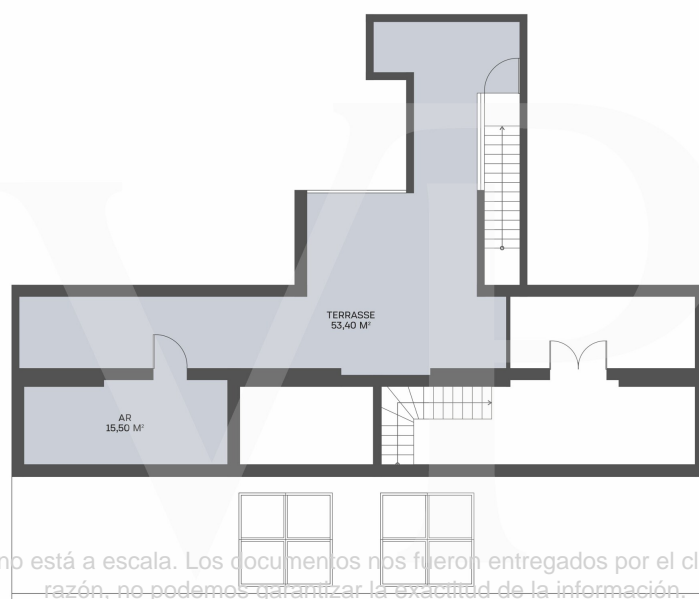 TERRASSE
53,40 M²
AR
15,50 M²
no está a escala. Los documentos nos fueron entregados por el cl
razón, no podemos garantizar la exactitud de la información.